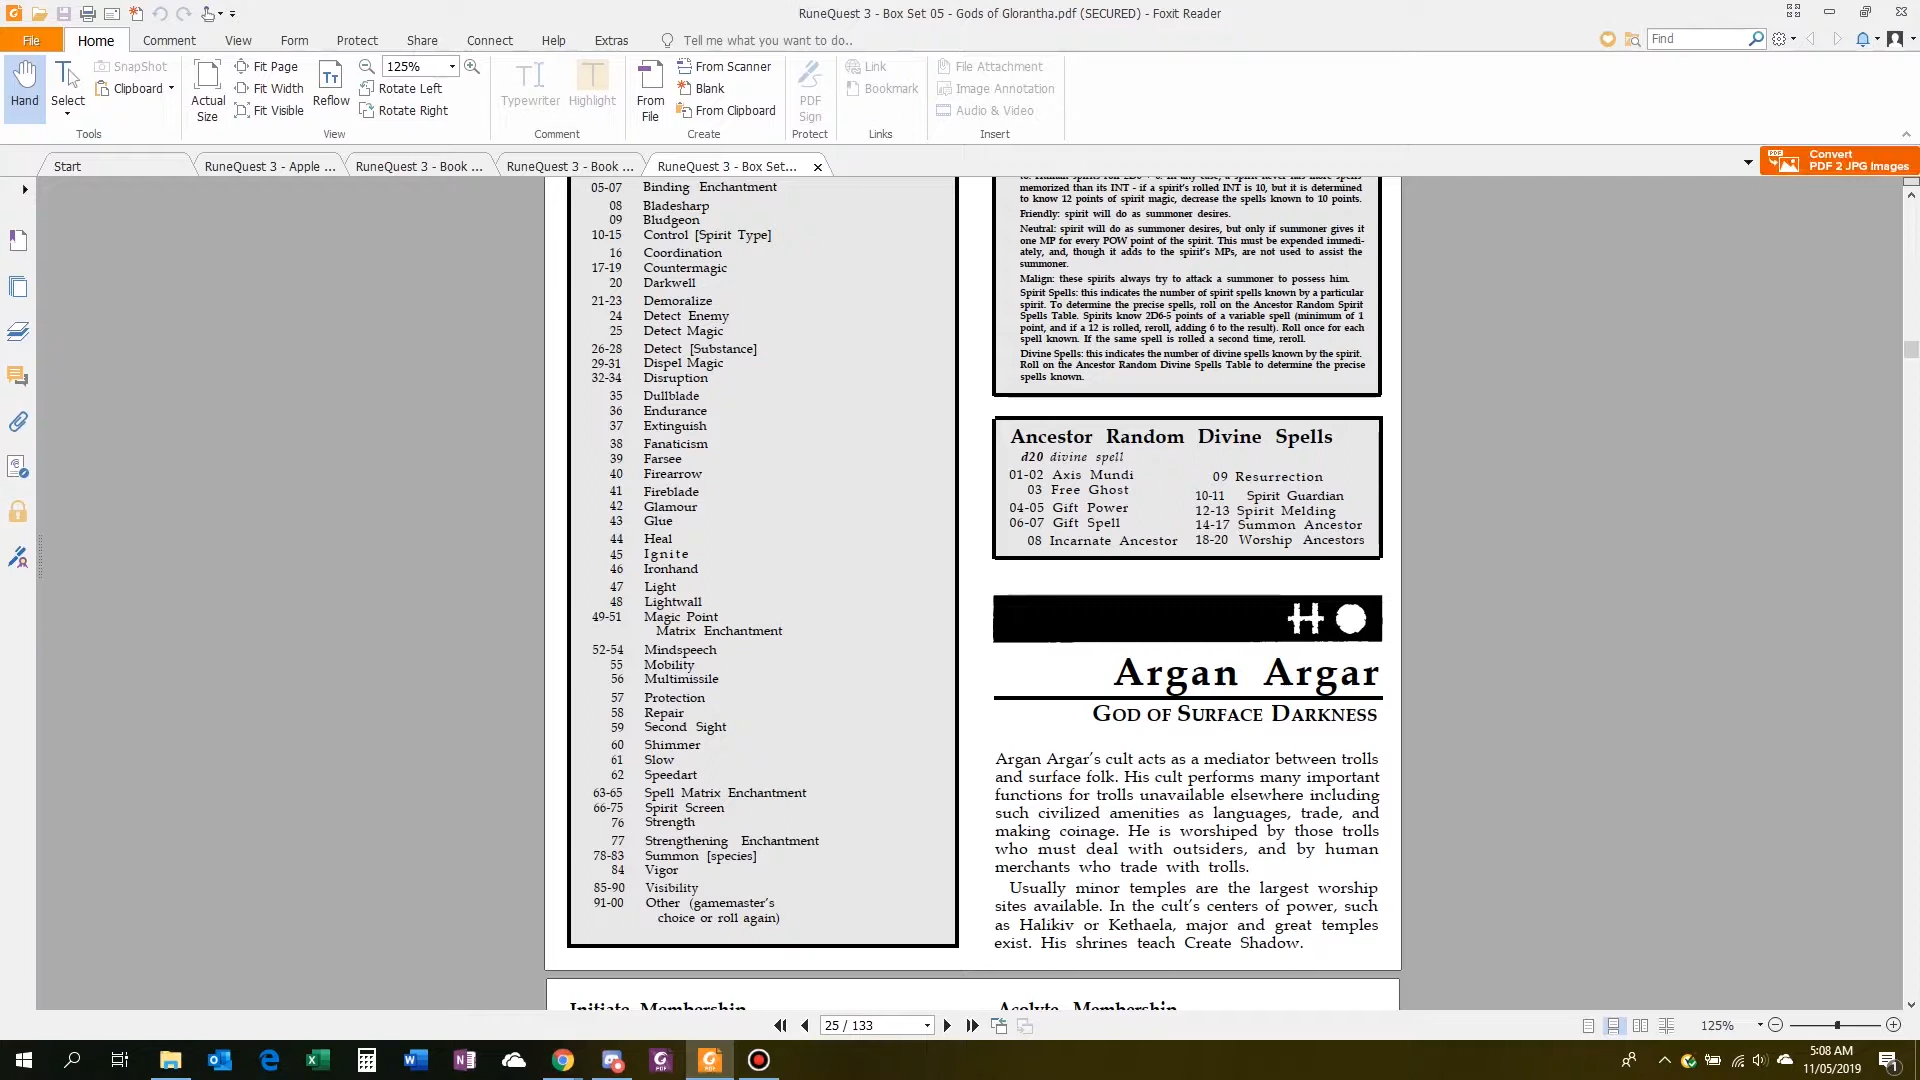 RuneQuest 3 - Box Set 05 - Gods of Glorantha.pdf (SECURED) - Foxit Reader
File
Home
Comment
View
Form
Protect
Share
Connect
Help
Extras
Tell me what you want to do..
Find
Hand
Select
SnapShot
Clipboard
Tools
Actual
Size
Fit Page
Fit Width
Fit Visible
Reflow
125%
Rotate Left
Rotate Right
View
Typewriter
Highlight
Comment
From
File
From Scanner
Blank
From Clipboard
Create
PDF
Sign
Protect
Link
Bookmark
Links
File Attachment
Image Annotation
Audio & Video
Insert
Start
RuneQuest 3 - Apple ...
RuneQuest 3 - Book ...
RuneQuest 3 - Book ...
RuneQuest 3 - Box Set...
Convert
PDF 2 JPG Images
05-07 Binding Enchantment
08 Bladesharp
09 Bludgeon
10-15 Control [Spirit Type]
16 Coordination
17-19 Countermagic
20 Darkwell
21-23 Demoralize
24 Detect Enemy
25 Detect Magic
26-28 Detect [Substance]
29-31 Dispel Magic
32-34 Disruption
35 Dullblade
36 Endurance
37 Extinguish
38 Fanaticism
39 Farsee
40 Firearrow
41 Fireblade
42 Glamour
43 Glue
44 Heal
45 Ignite
46 Ironhand
47 Light
48 Lightwall
49-51 Magic Point
Matrix Enchantment
52-54 Mindspeech
55 Mobility
56 Multimissile
57 Protection
58 Repair
59 Second Sight
60 Shimmer
61 Slow
62 Speedart
63-65 Spell Matrix Enchantment
66-75 Spirit Screen
76 Strength
77 Strengthening Enchantment
78-83 Summon [species]
84 Vigor
85-90 Visibility
91-00 Other (gamemaster's
choice or roll again)
memorized than its INT - if a spirit's rolled INT is 10, but it is determined
to know 12 points of spirit magic, decrease the spells known to 10 points.
Friendly: spirit will do as summoner desires.
Neutral: spirit will do as summoner desires, but only if summoner gives it
one MP for every POW point of the spirit. This must be expended immedi-
ately, and, though it adds to the spirit's MPs, are not used to assist the
summoner.
Malign: these spirits always try to attack a summoner to possess him.
Spirit Spells: this indicates the number of spirit spells known by a particular
spirit. To determine the precise spells, roll on the Ancestor Random Spirit
Spells Table. Spirits know 2D6-5 points of a variable spell (minimum of 1
point, and if a 12 is rolled, reroll, adding 6 to the result). Roll once for each
spell known. If the same spell is rolled a second time, reroll.
Divine Spells: this indicates the number of divine spells known by the spirit.
Roll on the Ancestor Random Divine Spells Table to determine the precise
spells known.
Ancestor Random Divine Spells
d20 divine spell
01-02 Axis Mundi
03 Free Ghost
04-05 Gift Power
06-07 Gift Spell
08 Incarnate Ancestor
09 Resurrection
10-11 Spirit Guardian
12-13 Spirit Melding
14-17 Summon Ancestor
18-20 Worship Ancestors
Argan Argar
GOD OF SURFACE DARKNESS
Argan Argar's cult acts as a mediator between trolls
and surface folk. His cult performs many important
functions for trolls unavailable elsewhere including
such civilized amenities as languages, trade, and
making coinage. He is worshiped by those trolls
who must deal with outsiders, and by human
merchants who trade with trolls.
Usually minor temples are the largest worship
sites available. In the cult's centers of power, such
as Halikiv or Kethaela, major and great temples
exist. His shrines teach Create Shadow.
Initiate Membership
Acolyte Membership
25 / 133
125%
5:08 AM
11/05/2019